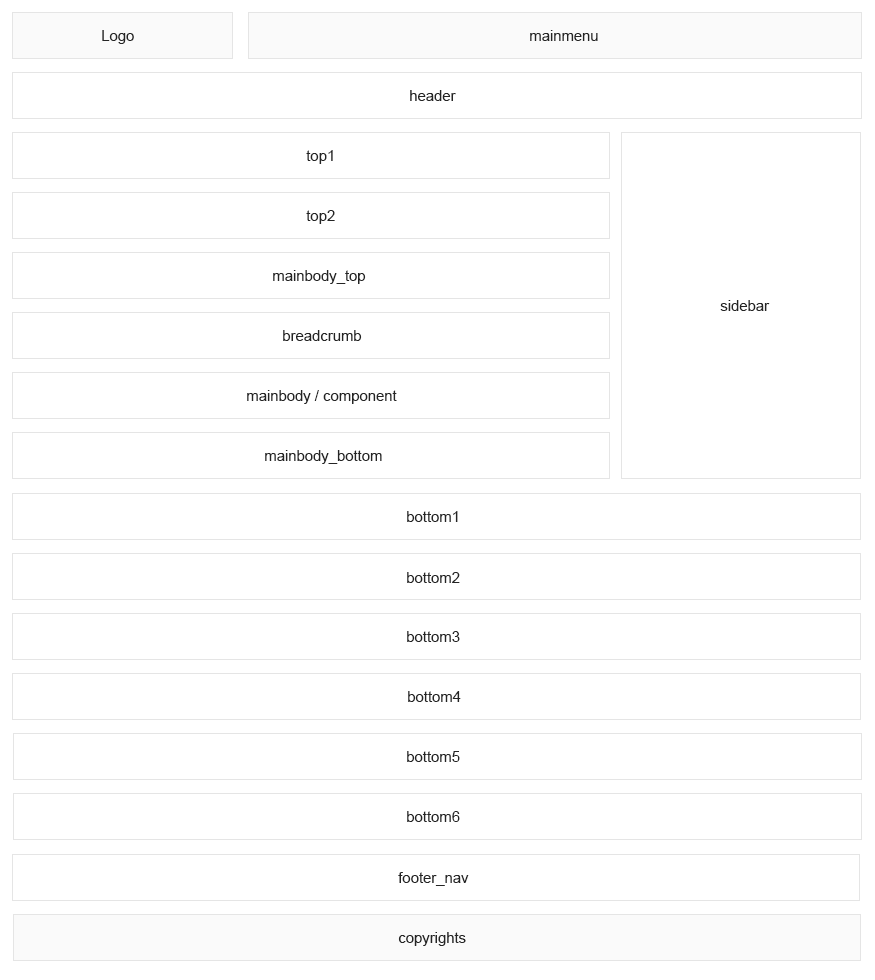 Logo
mainmenu
header
top1
top2
mainbody_top
breadcrumb
mainbody / component
mainbody_bottom
sidebar
bottom1
bottom2
bottom3
bottom4
bottom5
bottom6
footer_nav
copyrights